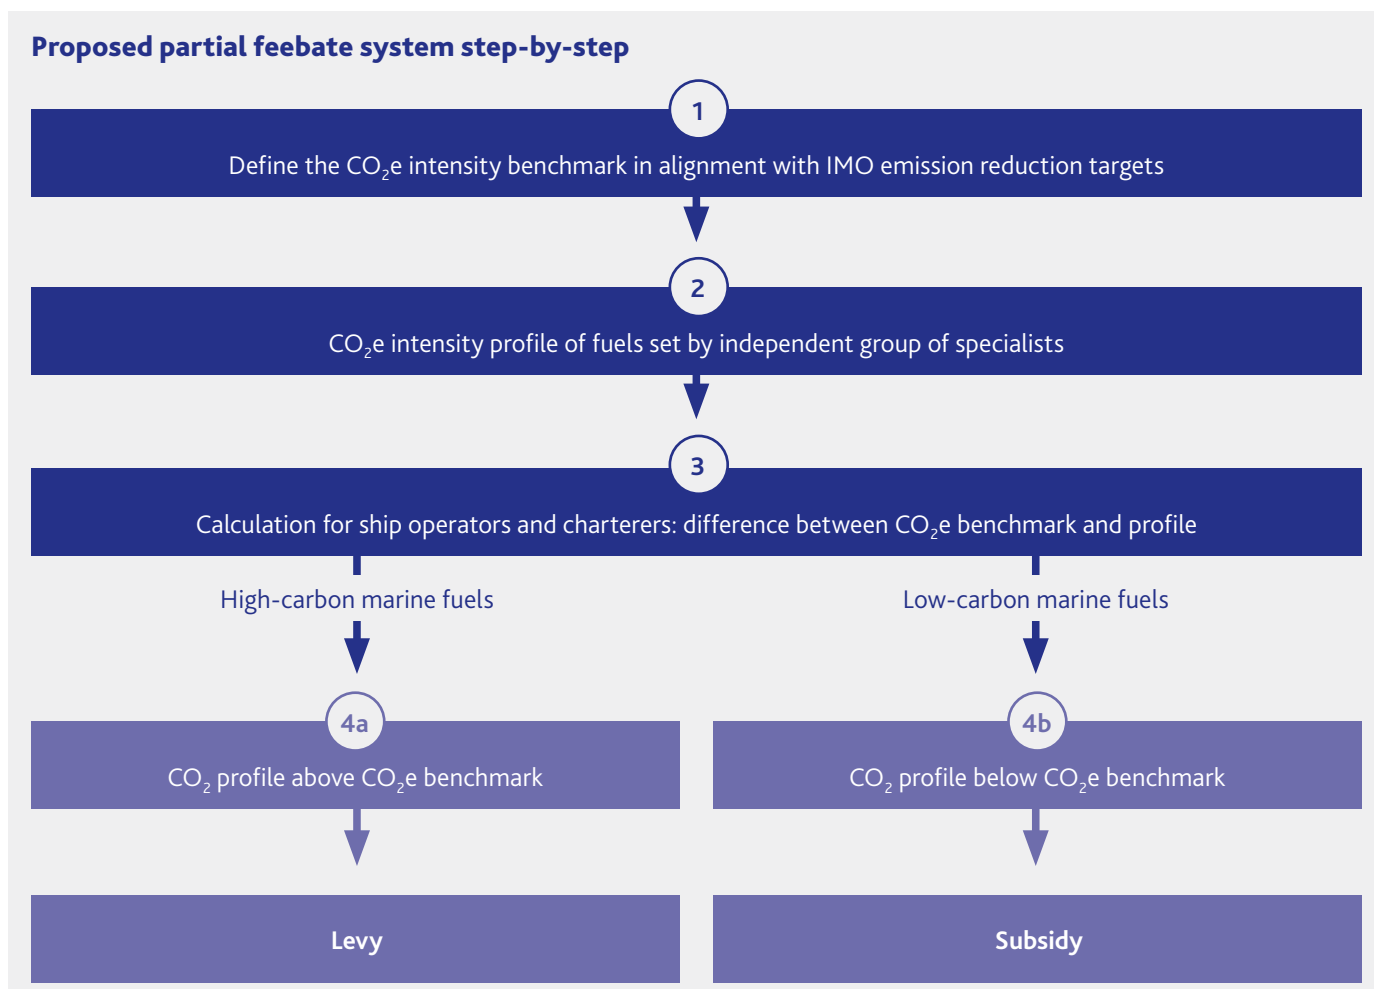 Proposed partial feebate system step-by-step
1
Define the CO₂e intensity benchmark in alignment with IMO emission reduction targets
2
CO₂e intensity profile of fuels set by independent group of specialists
3
Calculation for ship operators and charterers: difference between CO₂e benchmark and profile
High-carbon marine fuels
Low-carbon marine fuels
4a
CO₂ profile above CO₂e benchmark
4b
CO₂ profile below CO₂e benchmark
Levy
Subsidy